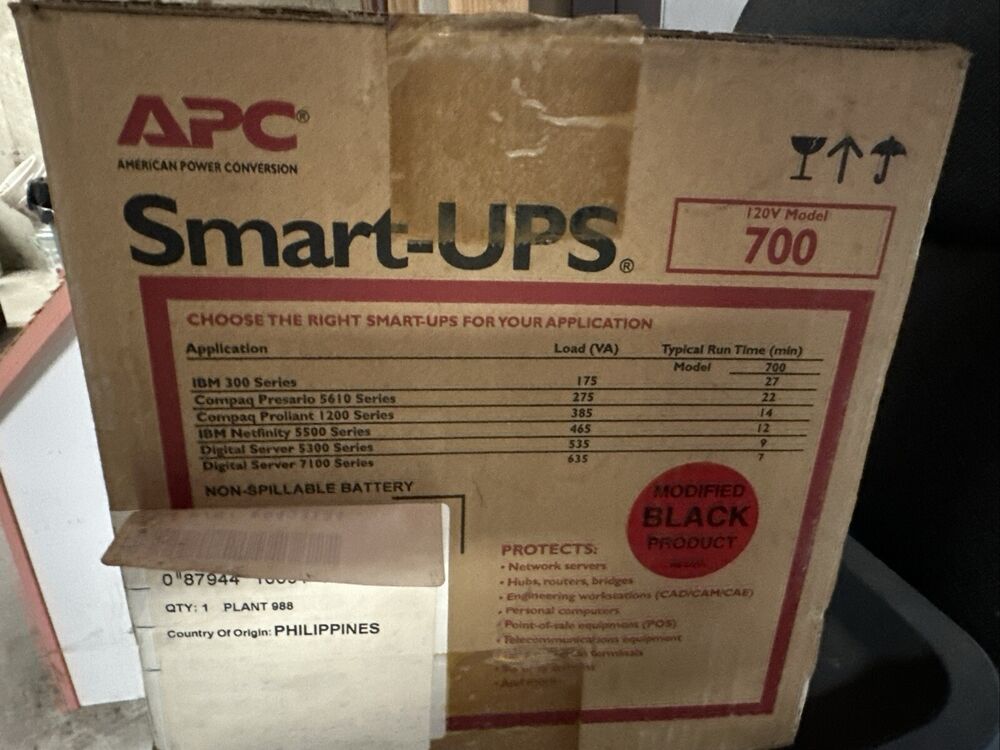 APC®
AMERICAN POWER CONVERSION
Smart-UPS®
120V Model
700
CHOOSE THE RIGHT SMART-UPS FOR YOUR APPLICATION
Application Load (VA) Typical Run Time (min)
Model 700
IBM 300 Series 175 27
Compaq Presario 5610 Series 275 22
Compaq Proliant 1200 Series 385 14
IBM Netfinity 5500 Series 465 12
Digital Server 5300 Series 535 9
Digital Server 7100 Series 635 7
NON-SPILLABLE BATTERY
MODIFIED
BLACK
PRODUCT
0"87944
QTY: 1 PLANT 988
Country Of Origin: PHILIPPINES
PROTECTS:
• Network servers
• Hubs, routers, bridges
• Engineering workstations (CAD/CAM/CAE)
• Personal computers
• Point-of-sale equipment (POS)
• Telecommunications equipment
terminals